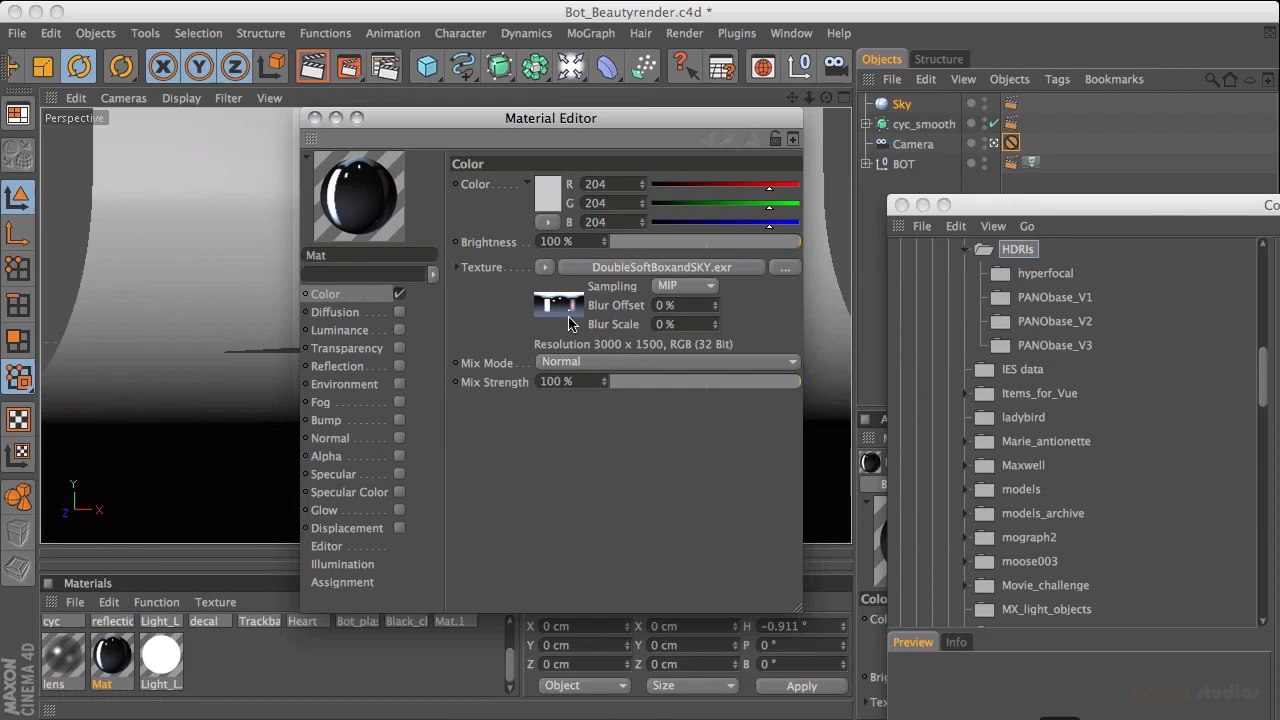 Bot_Beautyrender.c4d *
File Edit Objects Tools Selection Structure Functions Animation Character Dynamics MoGraph Hair Render Plugins Window Help
Edit Cameras Display Filter View
Perspective
Y
X
Z
Material Editor
Mat
Color
Diffusion
Luminance
Transparency
Reflection
Environment
Fog
Bump
Normal
Alpha
Specular
Specular Color
Glow
Displacement
Editor
Illumination
Assignment
Color
Color R 204
G 204
B 204
Brightness 100 %
Texture DoubleSoftBoxandSKY.exr ...
Sampling MIP
Blur Offset 0 %
Blur Scale 0 %
Resolution 3000 x 1500, RGB (32 Bit)
Mix Mode Normal
Mix Strength 100 %
Objects Structure
File Edit View Objects Tags Bookmarks
Sky
cyc_smooth
Camera
BOT
Co
File Edit View Go
HDRIs
hyperfocal
PANObase_V1
PANObase_V2
PANObase_V3
IES data
Items_for_Vue
ladybird
Marie_antionette
Maxwell
models
models_archive
mograph2
moose003
Movie_challenge
MX_light_objects
Preview Info
A
M
B
Color
Co
Brig
Text
Materials
File Edit Function Texture
cyc reflectic Light_L decal Trackba Heart Bot_plas Black_cl Mat.1
lens Mat Light_L.
X 0 cm X 0 cm H -0.911 °
Y 0 cm Y 0 cm P 0 °
Z 0 cm Z 0 cm B 0 °
Object Size Apply
MAXON
CINEMA 4D
studios